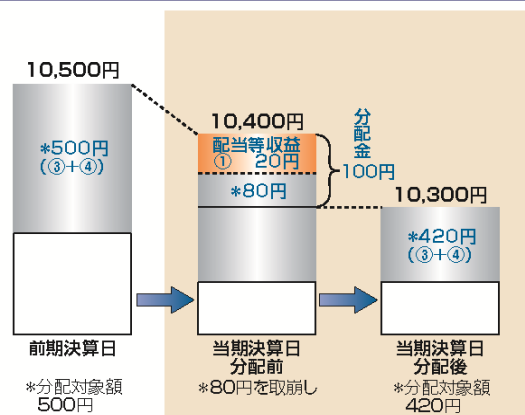 10,500円
*500円
(③+④)
前期決算日
*分配対象額
500円
10,400円
配当等収益
① 20円
*80円
分配金
100円
当期決算日
分配前
*80円を取崩し
10,300円
*420円
(③+④)
当期決算日
分配後
*分配対象額
420円